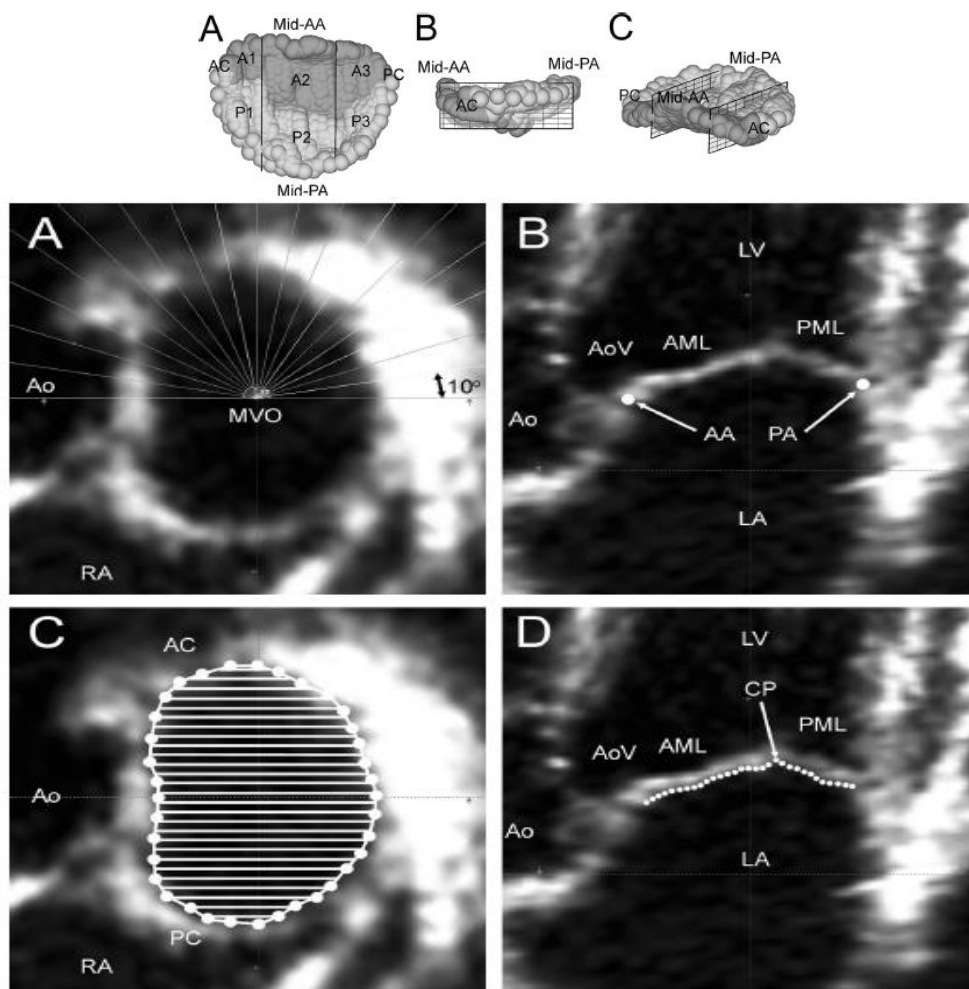 A
B
C
Mid-AA
Mid-PA
Mid-AA
Mid-PA
AC
A1
A2
A3
PC
P1
P2
P3
Mid-PA
AC
PC
Mid-AA
AC
A
Ao
MVO
10°
RA
B
LV
AoV
AML
PML
Ao
AA
PA
LA
C
AC
Ao
PC
RA
D
LV
CP
AoV
AML
PML
Ao
LA